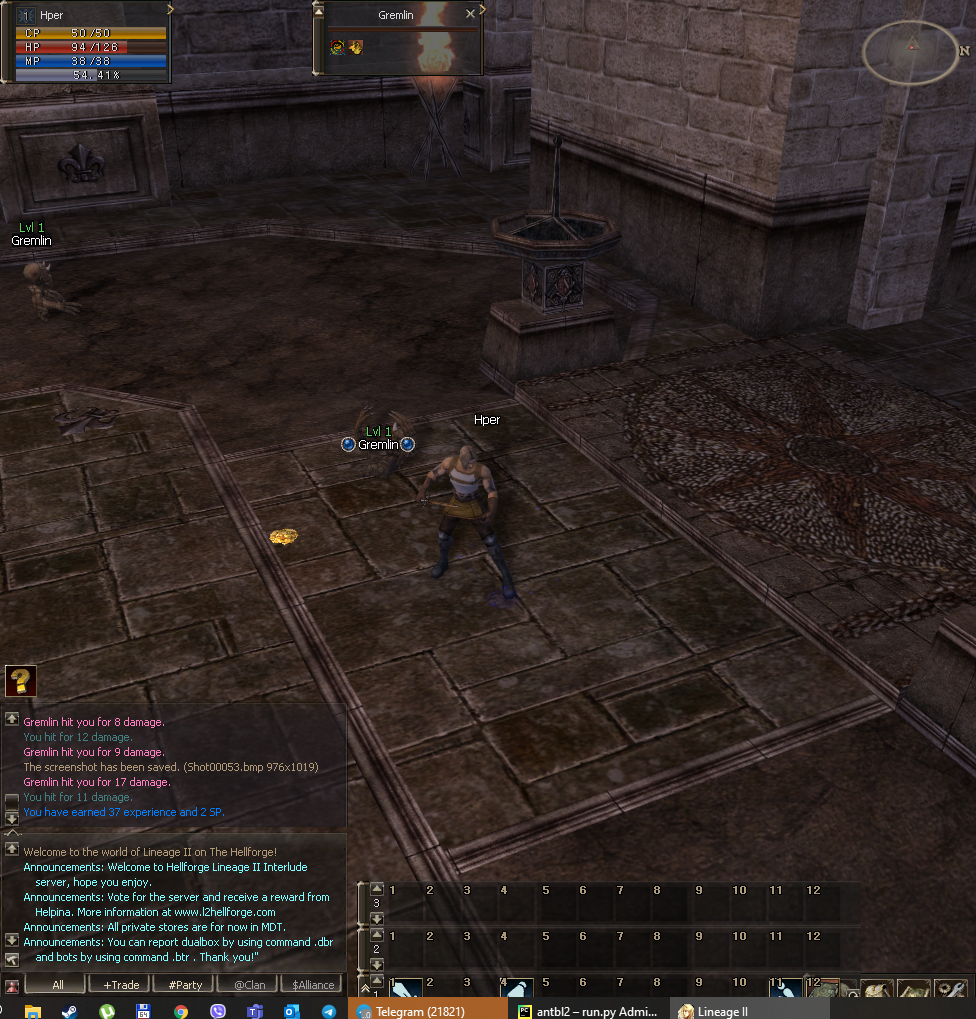 1 Hper
CP 50/50
HP 94/126
MP 38/38
54.41%
Gremlin
N
Lvl 1
Gremlin
Hper
Lvl 1
Gremlin
Gremlin hit you for 8 damage.
You hit for 12 damage.
Gremlin hit you for 9 damage.
The screenshot has been saved. (Shot00053.bmp 976x1019)
Gremlin hit you for 17 damage.
You hit for 11 damage.
You have earned 37 experience and 2 SP.
Welcome to the world of Lineage II on The Hellforge!
Announcements: Welcome to Hellforge Lineage II Interlude
server, hope you enjoy.
Announcements: Vote for the server and receive a reward from
Helpina. More information at www.l2hellforge.com
Announcements: All private stores are for now in MDT.
Announcements: You can report dualbox by using command .dbr
and bots by using command .btr . Thank you!"
All +Trade #Party @Clan $Alliance
3 1 2 3 4 5 6 7 8 9 10 11 12
2 1 2 3 4 5 6 7 8 9 10 11 12
1 1 2 3 4 5 6 7 8 9 10 11 12
64
Telegram (21821)
PC antbl2 – run.py Admi...
Lineage II